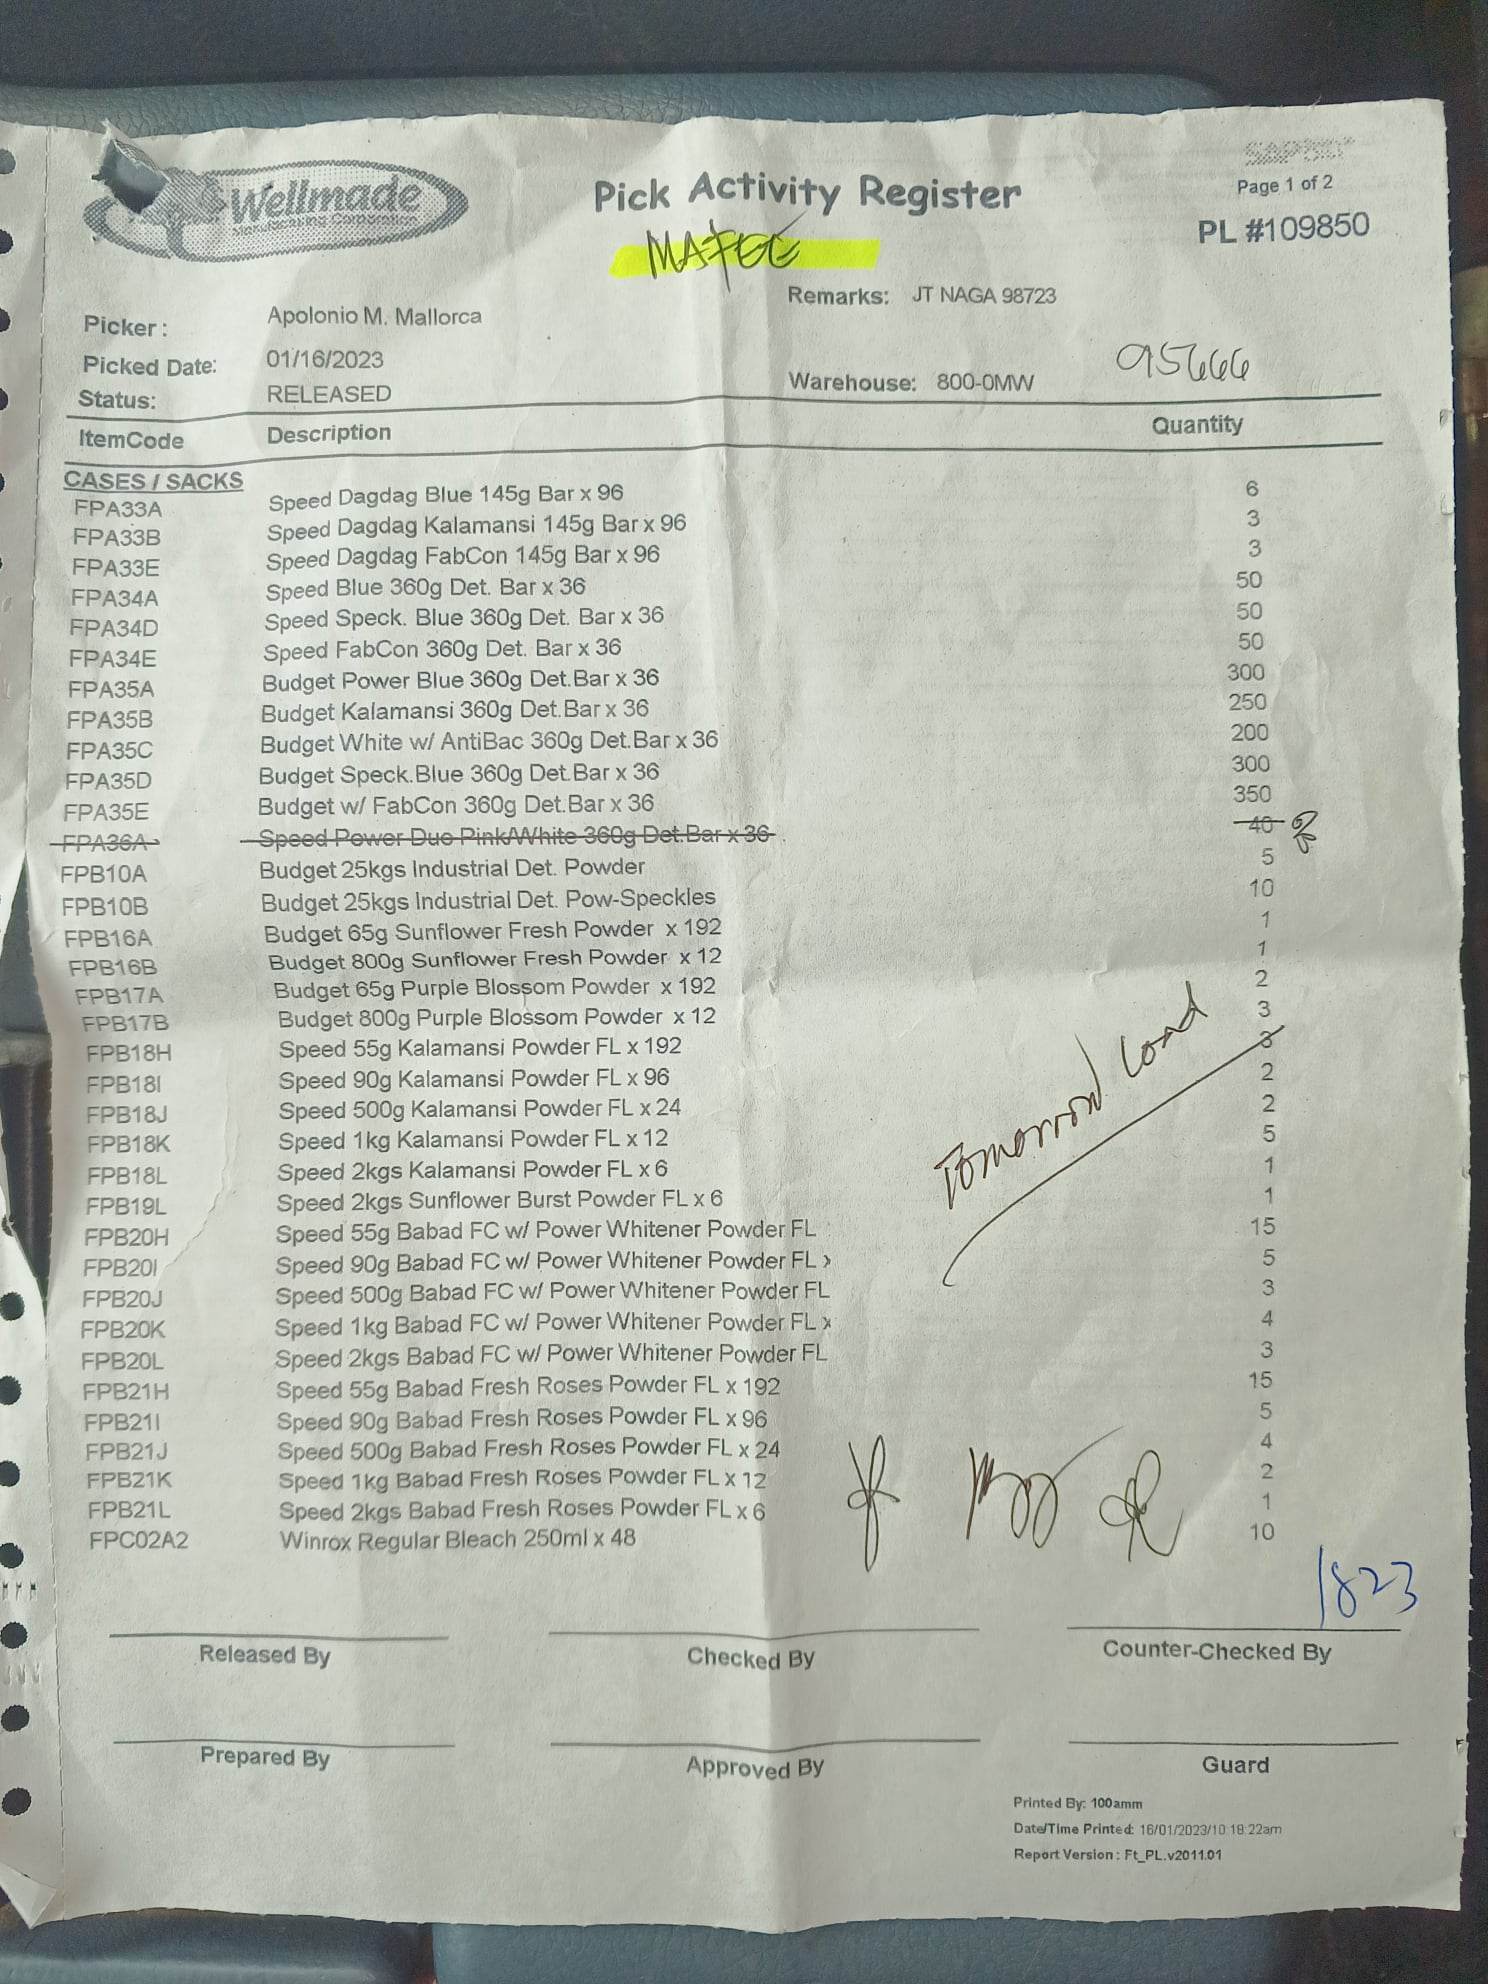 Wellmade
Manufacturing Corporation
Pick Activity Register
Page 1 of 2
PL #109850
Remarks: JT NAGA 98723
Picker : Apolonio M. Mallorca
Picked Date: 01/16/2023
95666
Warehouse: 800-0MW
Status: RELEASED
ItemCode Description Quantity
CASES / SACKS
FPA33A Speed Dagdag Blue 145g Bar x 96 6
FPA33B Speed Dagdag Kalamansi 145g Bar x 96 3
FPA33E Speed Dagdag FabCon 145g Bar x 96 3
FPA34A Speed Blue 360g Det. Bar x 36 50
FPA34D Speed Speck. Blue 360g Det. Bar x 36 50
FPA34E Speed FabCon 360g Det. Bar x 36 50
FPA35A Budget Power Blue 360g Det.Bar x 36 300
FPA35B Budget Kalamansi 360g Det.Bar x 36 250
FPA35C Budget White w/ AntiBac 360g Det.Bar x 36 200
FPA35D Budget Speck.Blue 360g Det.Bar x 36 300
FPA35E Budget w/ FabCon 360g Det.Bar x 36 350
FPA36A Speed Power Duo Pink/White 360g Det.Bar x 36 40
FPB10A Budget 25kgs Industrial Det. Powder 5
FPB10B Budget 25kgs Industrial Det. Pow-Speckles 10
FPB16A Budget 65g Sunflower Fresh Powder x 192 1
FPB16B Budget 800g Sunflower Fresh Powder x 12 1
FPB17A Budget 65g Purple Blossom Powder x 192 2
FPB17B Budget 800g Purple Blossom Powder x 12 3
FPB18H Speed 55g Kalamansi Powder FL x 192 3
FPB18I Speed 90g Kalamansi Powder FL x 96 2
FPB18J Speed 500g Kalamansi Powder FL x 24 2
FPB18K Speed 1kg Kalamansi Powder FL x 12 5
FPB18L Speed 2kgs Kalamansi Powder FL x 6 1
FPB19L Speed 2kgs Sunflower Burst Powder FL x 6 1
FPB20H Speed 55g Babad FC w/ Power Whitener Powder FL 15
FPB20I Speed 90g Babad FC w/ Power Whitener Powder FL x 5
FPB20J Speed 500g Babad FC w/ Power Whitener Powder FL 3
FPB20K Speed 1kg Babad FC w/ Power Whitener Powder FL x 4
FPB20L Speed 2kgs Babad FC w/ Power Whitener Powder FL 3
FPB21H Speed 55g Babad Fresh Roses Powder FL x 192 15
FPB21I Speed 90g Babad Fresh Roses Powder FL x 96 5
FPB21J Speed 500g Babad Fresh Roses Powder FL x 24 4
FPB21K Speed 1kg Babad Fresh Roses Powder FL x 12 2
FPB21L Speed 2kgs Babad Fresh Roses Powder FL x 6 1
FPC02A2 Winrox Regular Bleach 250ml x 48 10
Tomorrow Load
1823
Released By Checked By Counter-Checked By
Prepared By Approved By Guard
Printed By: 100amm
Date/Time Printed: 16/01/2023/10:18:22am
Report Version : Ft_PL.v2011.01